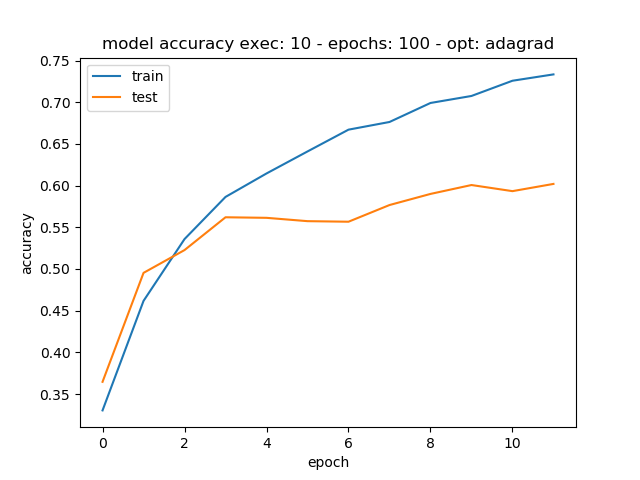 model accuracy exec: 10 - epochs: 100 - opt: adagrad
train
test
accuracy
0.75
0.70
0.65
0.60
0.55
0.50
0.45
0.40
0.35
0 2 4 6 8 10
epoch